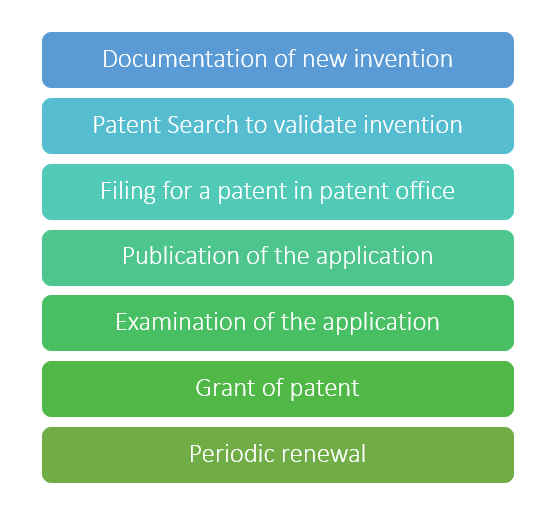 Documentation of new invention
Patent Search to validate invention
Filing for a patent in patent office
Publication of the application
Examination of the application
Grant of patent
Periodic renewal